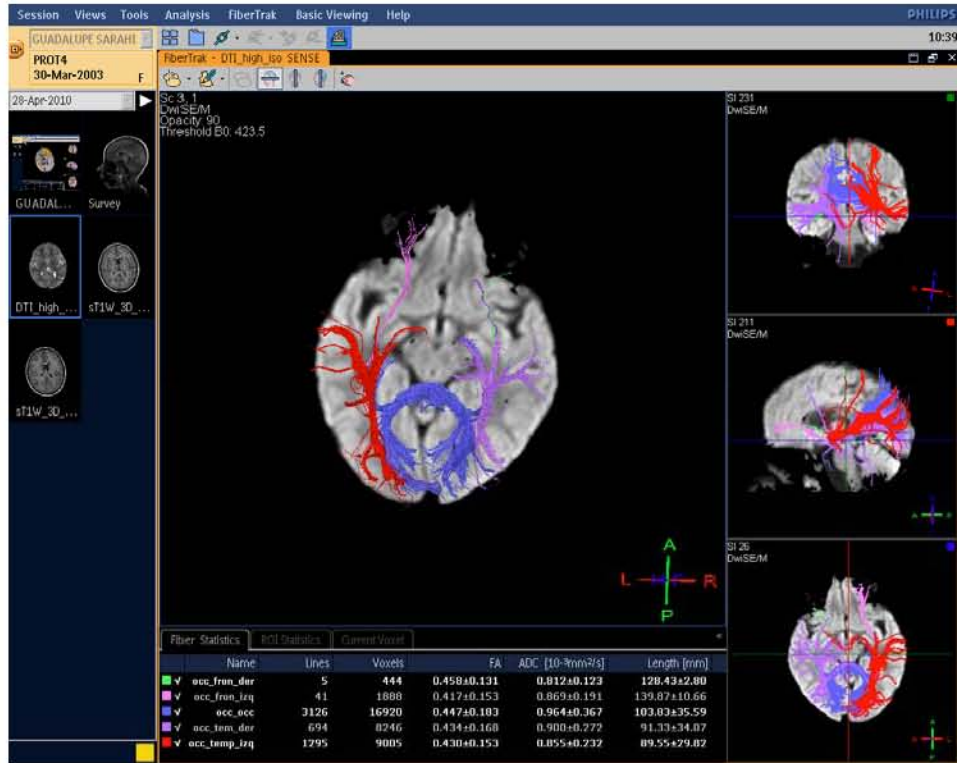 Session Views Tools Analysis FiberTrak Basic Viewing Help PHILIPS
GUADALUPE SARAHI
PROT4
30-Mar-2003 F
10:39
FiberTrak - DTI_high_iso SENSE
28-Apr-2010
GUADAL... Survey
DTI_high_... sT1W_3D_...
sT1W_3D_...
Sc 3, 1
DwiSE/M
Opacity: 90
Threshold B0: 423.5
A
L R
P
SI 231
DwiSE/M
SI 211
DwiSE/M
SI 26
DwiSE/M
Fiber Statistics ROI Statistics Current Voxel
Name Lines Voxels FA ADC [10-³mm²/s] Length [mm]
occ_fron_der 5 444 0.458±0.131 0.812±0.123 128.43±2.80
occ_fron_izq 41 1888 0.417±0.153 0.869±0.191 139.87±10.66
occ_occ 3126 16920 0.447±0.183 0.964±0.367 103.83±35.59
occ_tem_der 694 8246 0.434±0.168 0.900±0.272 91.33±34.07
occ_temp_izq 1295 9005 0.430±0.153 0.855±0.232 89.55±29.82